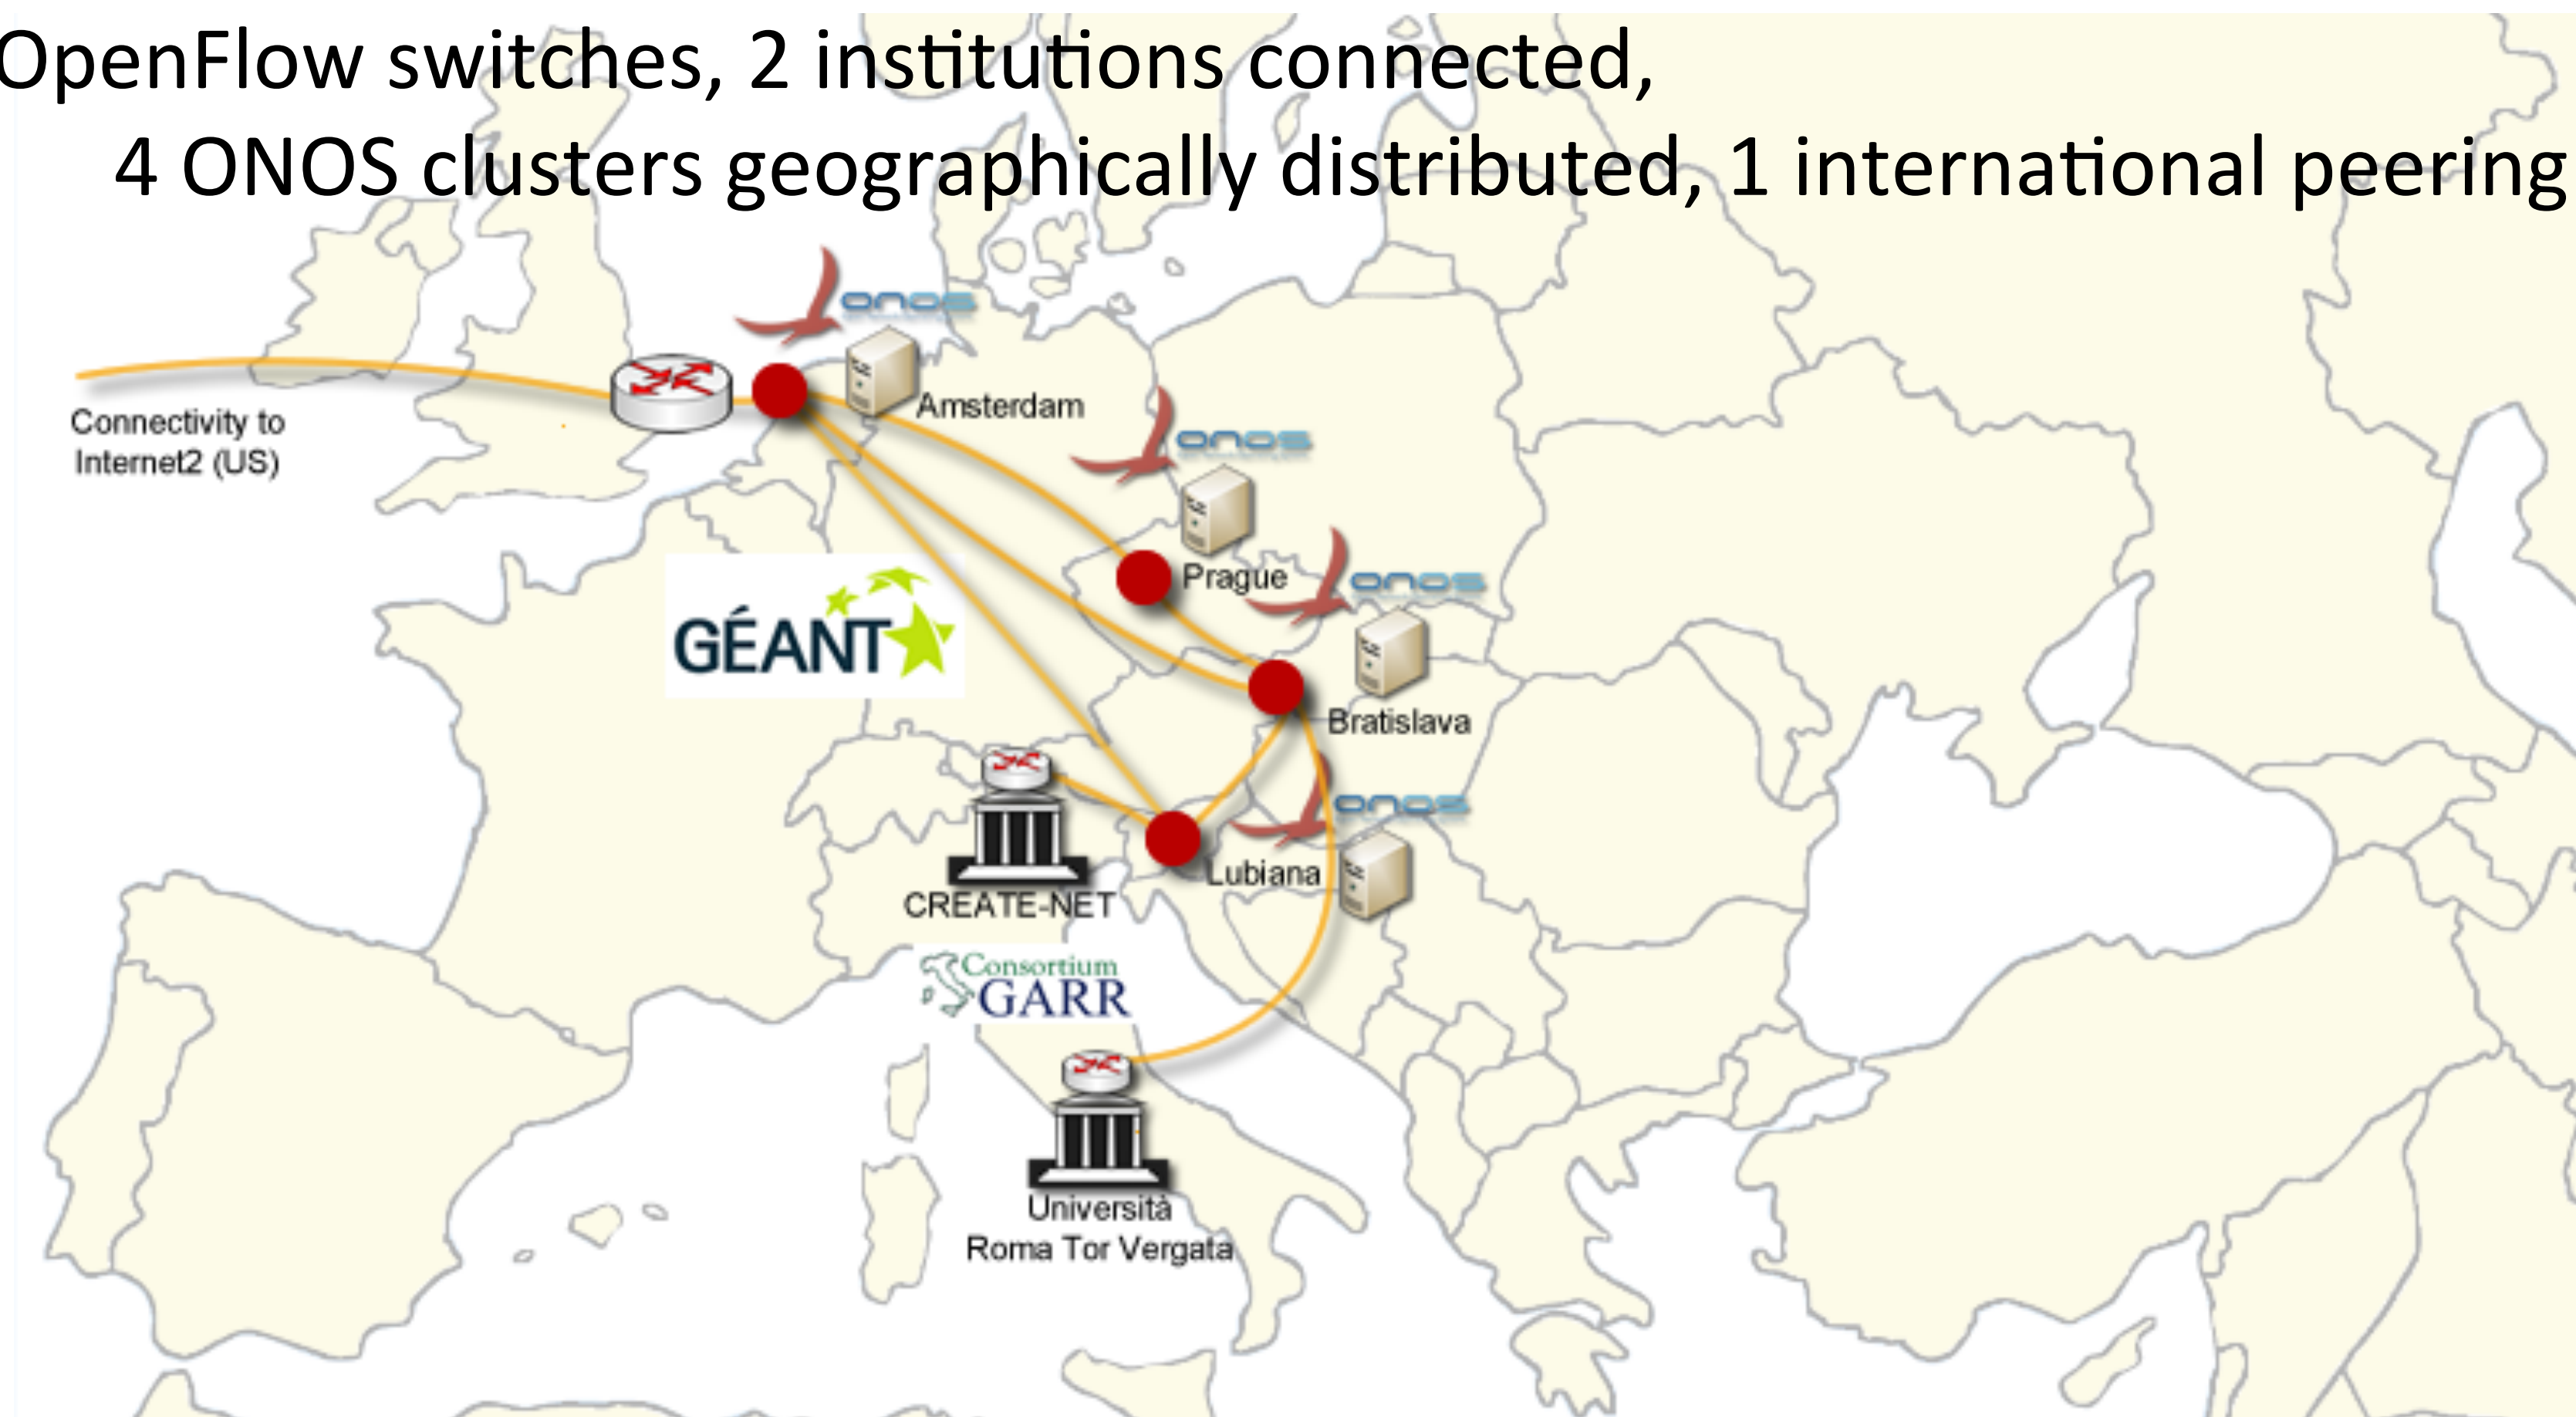 OpenFlow switches, 2 institutions connected,
4 ONOS clusters geographically distributed, 1 international peering
onos
Amsterdam
Connectivity to
Internet2 (US)
onos
Prague
onos
GÉANT
Bratislava
onos
Lubiana
CREATE-NET
Consortium
GARR
Università
Roma Tor Vergata